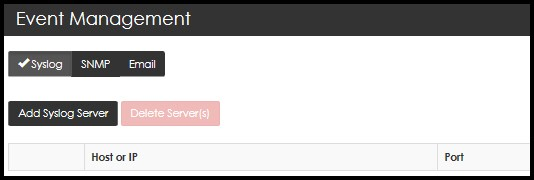 Event Management
Syslog SNMP Email
Add Syslog Server Delete Server(s)
Host or IP Port